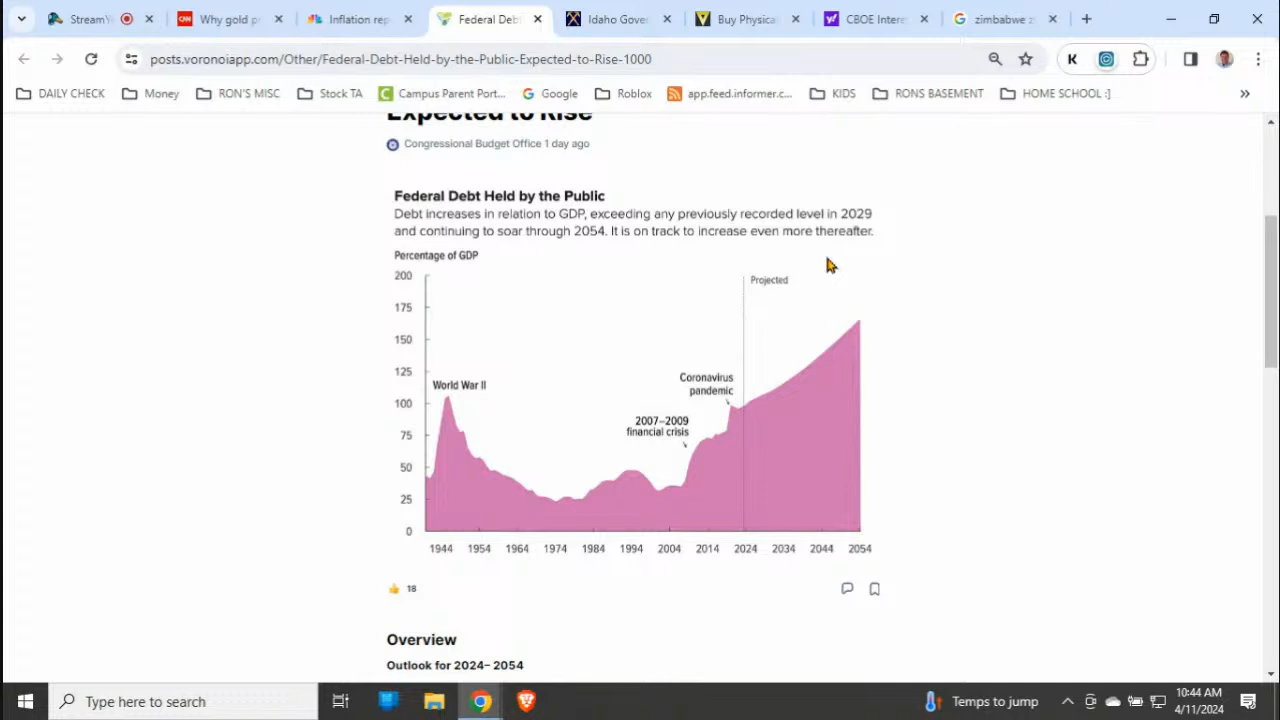 StreamY
Why gold p
Inflation rep
Federal Deb
Idaho Gover
Buy Physica
CBOE Intere
zimbabwe z
posts.voronoiapp.com/Other/Federal-Debt-Held-by-the-Public-Expected-to-Rise-1000
K
DAILY CHECK
Money
RON'S MISC
Stock TA
Campus Parent Port...
Google
Roblox
app.feed.informer.c...
KIDS
RONS BASEMENT
HOME SCHOOL :]
Expected to Rise
Congressional Budget Office 1 day ago
Federal Debt Held by the Public
Debt increases in relation to GDP, exceeding any previously recorded level in 2029
and continuing to soar through 2054. It is on track to increase even more thereafter.
Percentage of GDP
200
Projected
175
150
125
World War II
Coronavirus
pandemic
100
2007–2009
financial crisis
75
50
25
0
1944 1954 1964 1974 1984 1994 2004 2014 2024 2034 2044 2054
18
Overview
Outlook for 2024– 2054
Type here to search
Temps to jump
10:44 AM
4/11/2024